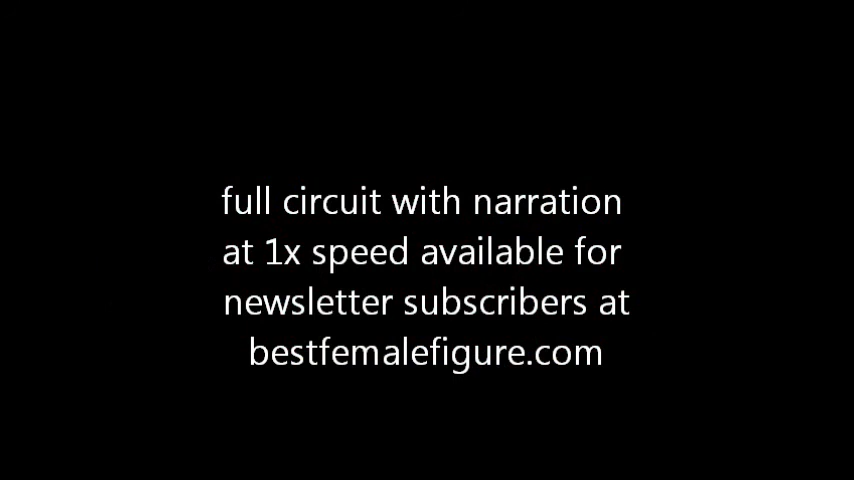 full circuit with narration
at 1x speed available for
newsletter subscribers at
bestfemalefigure.com